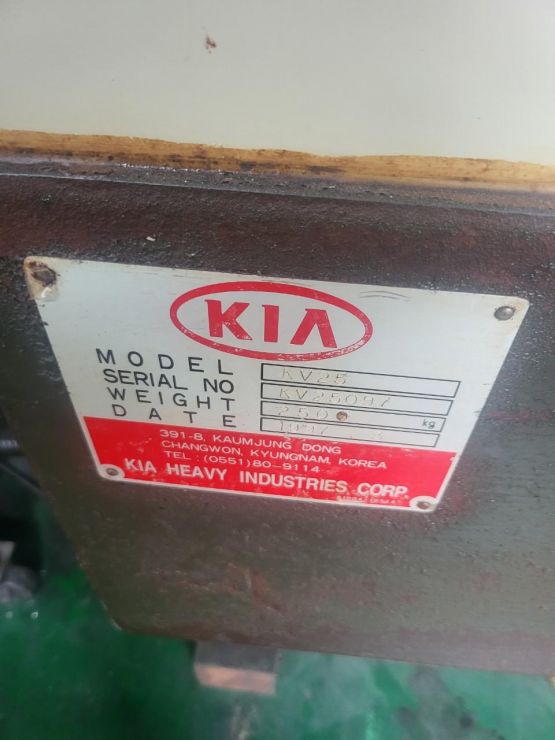 KIA
MODEL KV25
SERIAL NO KV25097
WEIGHT kg
DATE 1997
391-8, KAUMJUNG DONG
CHANGWON, KYUNGNAM, KOREA
TEL : (0551)80-9114
KIA HEAVY INDUSTRIES CORP.